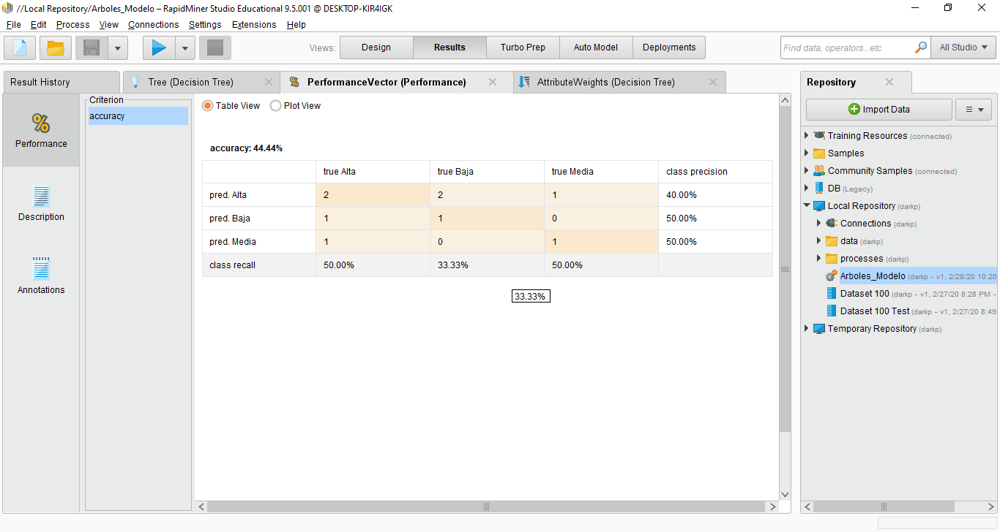 //Local Repository/Arboles_Modelo – RapidMiner Studio Educational 9.5.001 @ DESKTOP-KIR4IGK
File Edit Process View Connections Settings Extensions Help
Views: Design Results Turbo Prep Auto Model Deployments
Find data, operators...etc All Studio
Result History
Tree (Decision Tree)
PerformanceVector (Performance)
AttributeWeights (Decision Tree)
Performance
Description
Annotations
Criterion
accuracy
Table View Plot View
accuracy: 44.44%
true Alta true Baja true Media class precision
pred. Alta 2 2 1 40.00%
pred. Baja 1 1 0 50.00%
pred. Media 1 0 1 50.00%
class recall 50.00% 33.33% 50.00%
33.33%
Repository
Import Data
Training Resources (connected)
Samples
Community Samples (connected)
DB (Legacy)
Local Repository (darkp)
Connections (darkp)
data (darkp)
processes (darkp)
Arboles_Modelo (darkp - v1, 2/28/20 10:20
Dataset 100 (darkp - v1, 2/27/20 8:28 PM -
Dataset 100 Test (darkp - v1, 2/27/20 8:49
Temporary Repository (darkp)